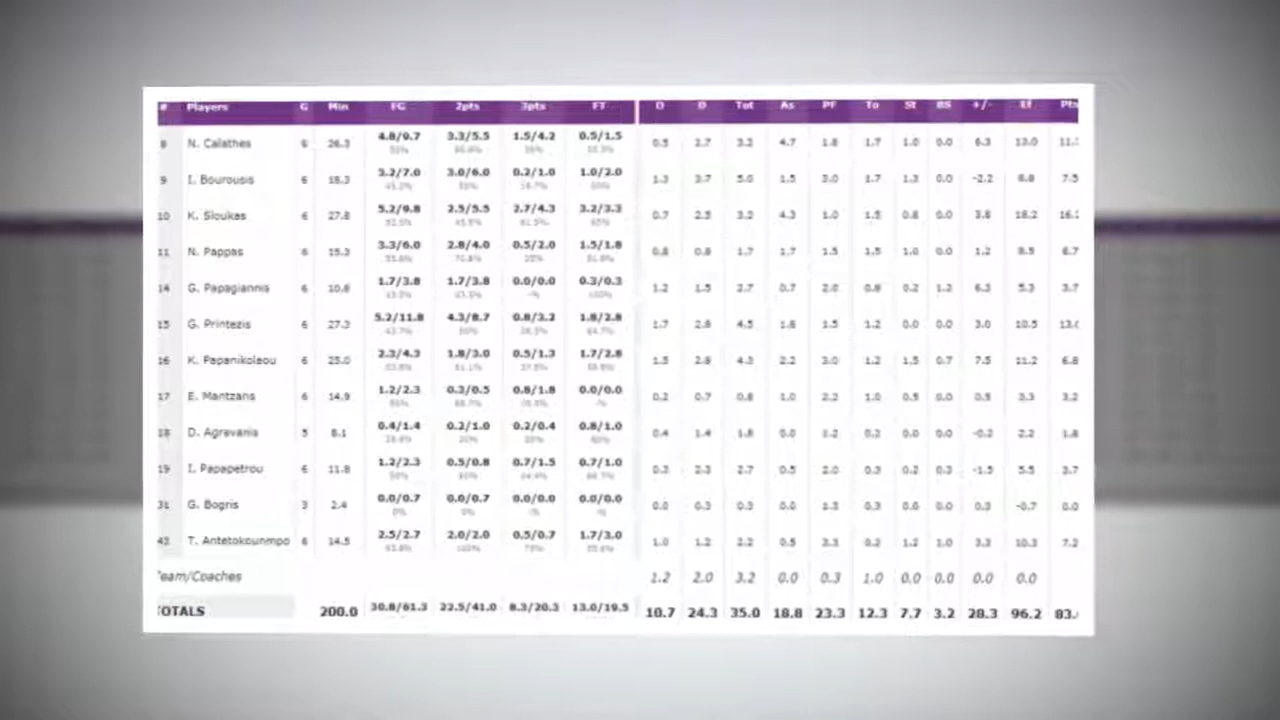 # Players G Min FG 2pts 3pts FT O D Tot As PF To St BS +/- Ef Pts
8 N. Calathes 6 26.3 4.8/9.7 3.3/5.5 1.5/4.2 0.5/1.5 0.5 2.7 3.2 4.7 1.8 1.7 1.0 0.0 6.3 13.0
50%
9 I. Bourousis 6 18.3 3.2/7.0 3.0/6.0 0.2/1.0 1.0/2.0 1.3 3.7 5.0 1.5 3.0 1.7 1.3 0.0 -2.2 7.5
50% 50%
10 K. Sloukas 6 27.8 5.2/9.8 2.5/5.5 2.7/4.3 3.2/3.3 0.7 2.5 3.2 4.3 1.0 1.5 0.8 0.0 3.8 18.2
11 N. Pappas 6 15.3 3.3/6.0 2.8/4.0 0.5/2.0 1.5/1.8 0.8 0.8 1.7 1.7 1.5 1.5 1.0 0.0 1.2 8.7
25%
14 G. Papagiannis 6 10.8 1.7/3.8 1.7/3.8 0.0/0.0 0.3/0.3 1.2 1.5 2.7 0.7 2.0 0.8 0.2 1.2 6.3 5.3 3.7
-% 100%
15 G. Printezis 6 27.3 5.2/11.8 4.3/8.7 0.8/3.2 1.8/2.8 1.7 2.8 4.5 1.8 1.5 1.2 0.0 0.0 3.0 10.5
50%
16 K. Papanikolaou 6 25.0 2.3/4.3 1.8/3.0 0.5/1.3 1.7/2.8 1.5 2.8 4.3 2.2 3.0 1.2 1.5 0.7 7.5 11.2 6.8
17 E. Mantzaris 6 14.9 1.2/2.3 0.3/0.5 0.8/1.8 0.0/0.0 0.2 0.7 0.8 1.0 2.2 1.0 0.5 0.0 0.5 3.3 3.2
50% -%
18 D. Agravanis 5 8.1 0.4/1.4 0.2/1.0 0.2/0.4 0.8/1.0 0.4 1.4 1.8 0.0 1.2 0.2 0.0 0.0 -0.2 2.2 1.8
20% 50% 80%
19 I. Papapetrou 6 11.8 1.2/2.3 0.5/0.8 0.7/1.5 0.7/1.0 0.3 2.3 2.7 0.5 2.0 0.3 0.2 0.3 -1.5 5.5 3.7
50%
31 G. Bogris 3 2.4 0.0/0.7 0.0/0.7 0.0/0.0 0.0/0.0 0.0 0.3 0.3 0.0 1.3 0.3 0.0 0.0 0.3 -0.7 0.0
0% 0% -% -%
43 T. Antetokounmpo 6 14.5 2.5/2.7 2.0/2.0 0.5/0.7 1.7/3.0 1.0 1.2 2.2 0.5 3.3 0.2 1.2 1.0 3.3 10.3 7.2
100%
Team/Coaches 1.2 2.0 3.2 0.0 0.3 1.0 0.0 0.0 0.0 0.0
TOTALS 200.0 30.8/61.3 22.5/41.0 8.3/20.3 13.0/19.5 10.7 24.3 35.0 18.8 23.3 12.3 7.7 3.2 28.3 96.2 83.